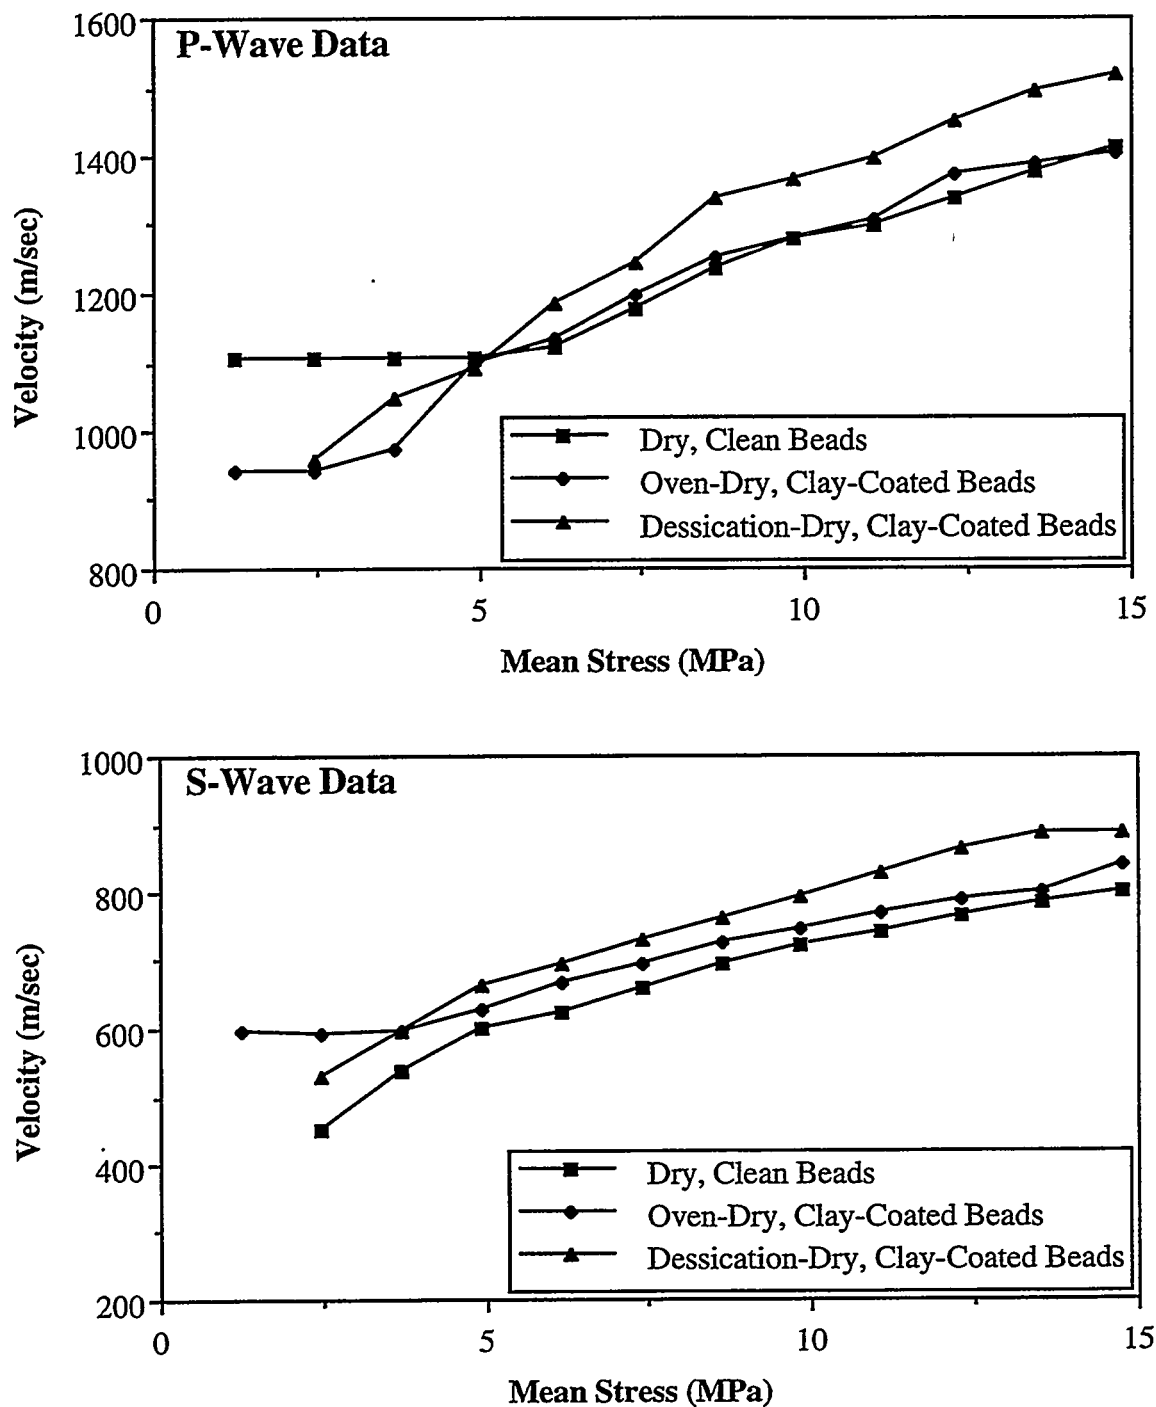 P-Wave Data
1600
1400
1200
1000
800
0
5
10
15
Velocity (m/sec)
Mean Stress (MPa)
Dry, Clean Beads
Oven-Dry, Clay-Coated Beads
Dessication-Dry, Clay-Coated Beads
S-Wave Data
1000
800
600
400
200
0
5
10
15
Velocity (m/sec)
Mean Stress (MPa)
Dry, Clean Beads
Oven-Dry, Clay-Coated Beads
Dessication-Dry, Clay-Coated Beads